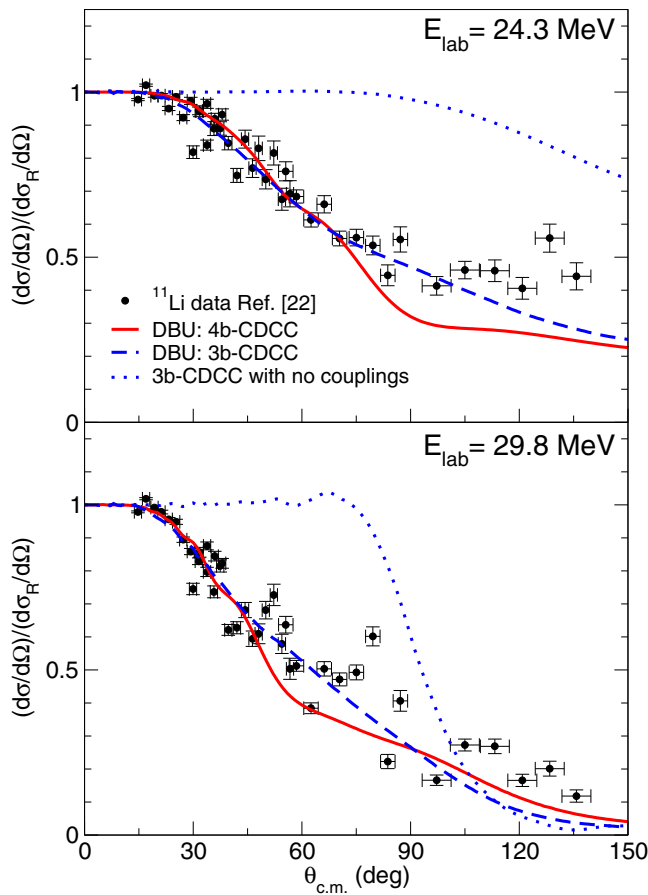 E_lab = 24.3 MeV
1
0.5
0
(dσ/dΩ)/(dσ_R/dΩ)
¹¹Li data Ref. [22]
DBU: 4b-CDCC
DBU: 3b-CDCC
3b-CDCC with no couplings
E_lab = 29.8 MeV
1
0.5
0
(dσ/dΩ)/(dσ_R/dΩ)
0 30 60 90 120 150
θ_c.m. (deg)